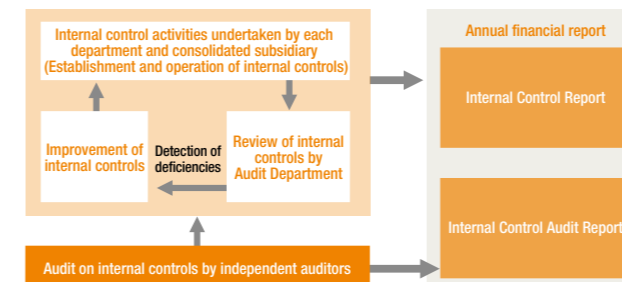 Internal control activities undertaken by each
department and consolidated subsidiary
(Establishment and operation of internal controls)
Improvement of
internal controls
Detection of
deficiencies
Review of internal
controls by
Audit Department
Audit on internal controls by independent auditors
Annual financial report
Internal Control Report
Internal Control Audit Report